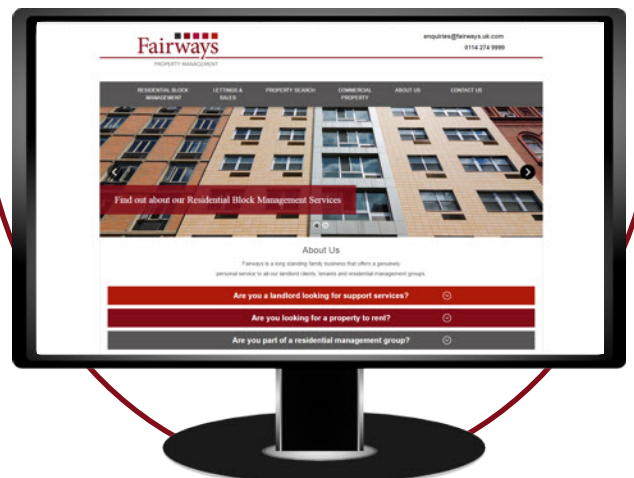 Fairways
PROPERTY MANAGEMENT
enquiries@fairways.uk.com
0114 274 9999
RESIDENTIAL BLOCK MANAGEMENT
LETTINGS & SALES
PROPERTY SEARCH
COMMERCIAL PROPERTY
ABOUT US
CONTACT US
Find out about our Residential Block Management Services
About Us
Fairways is a long standing family business that offers a genuinely
personal service to all our landlord clients, tenants and residential management groups.
Are you a landlord looking for support services?
Are you looking for a property to rent?
Are you part of a residential management group?